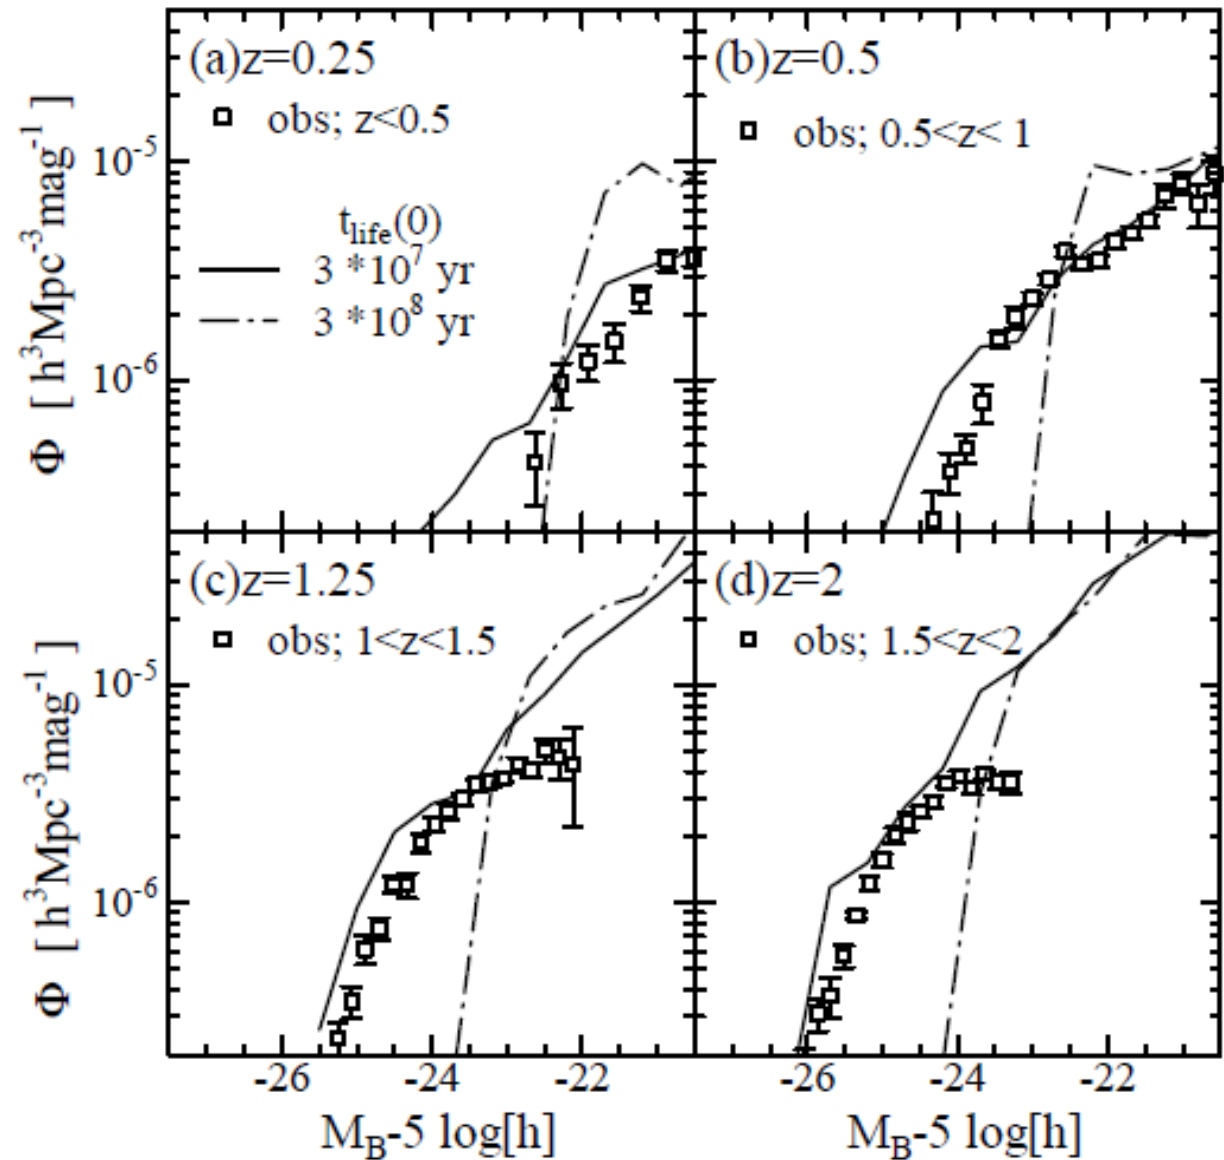 (a)z=0.25
obs; z<0.5
t_life(0)
3 *10^7 yr
3 *10^8 yr
(b)z=0.5
obs; 0.5<z< 1
Φ [ h^3Mpc^-3mag^-1 ]
10^-5
10^-6
(c)z=1.25
obs; 1<z<1.5
(d)z=2
obs; 1.5<z<2
Φ [ h^3Mpc^-3mag^-1 ]
10^-5
10^-6
-26 -24 -22 -26 -24 -22
M_B-5 log[h] M_B-5 log[h]